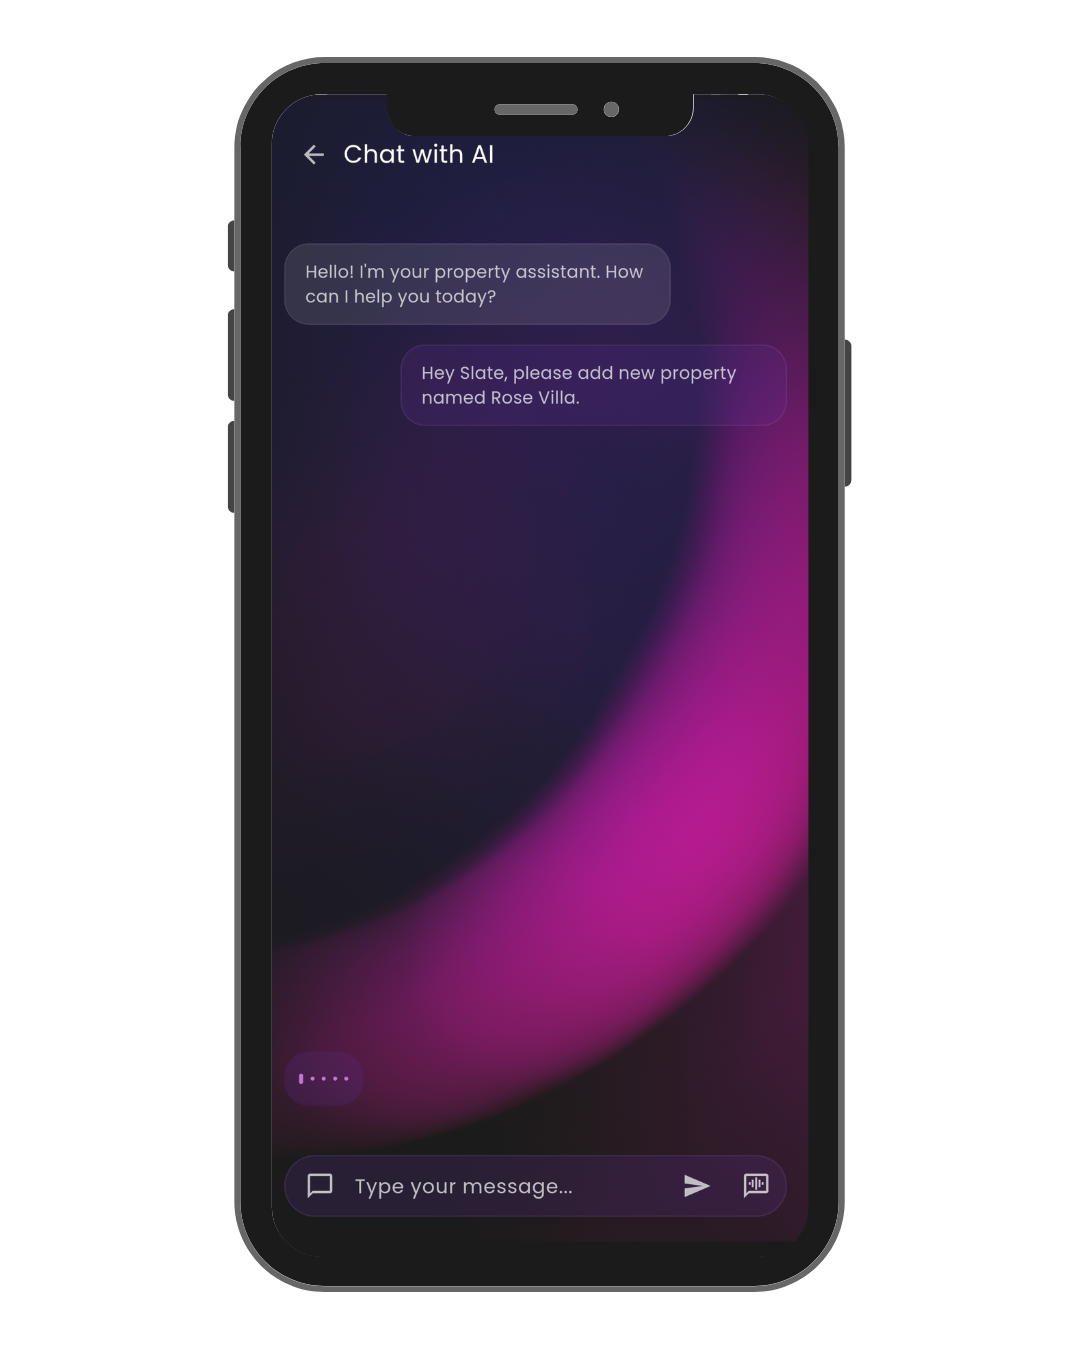 Chat with AI
Hello! I'm your property assistant. How
can I help you today?
Hey Slate, please add new property
named Rose Villa.
Type your message...